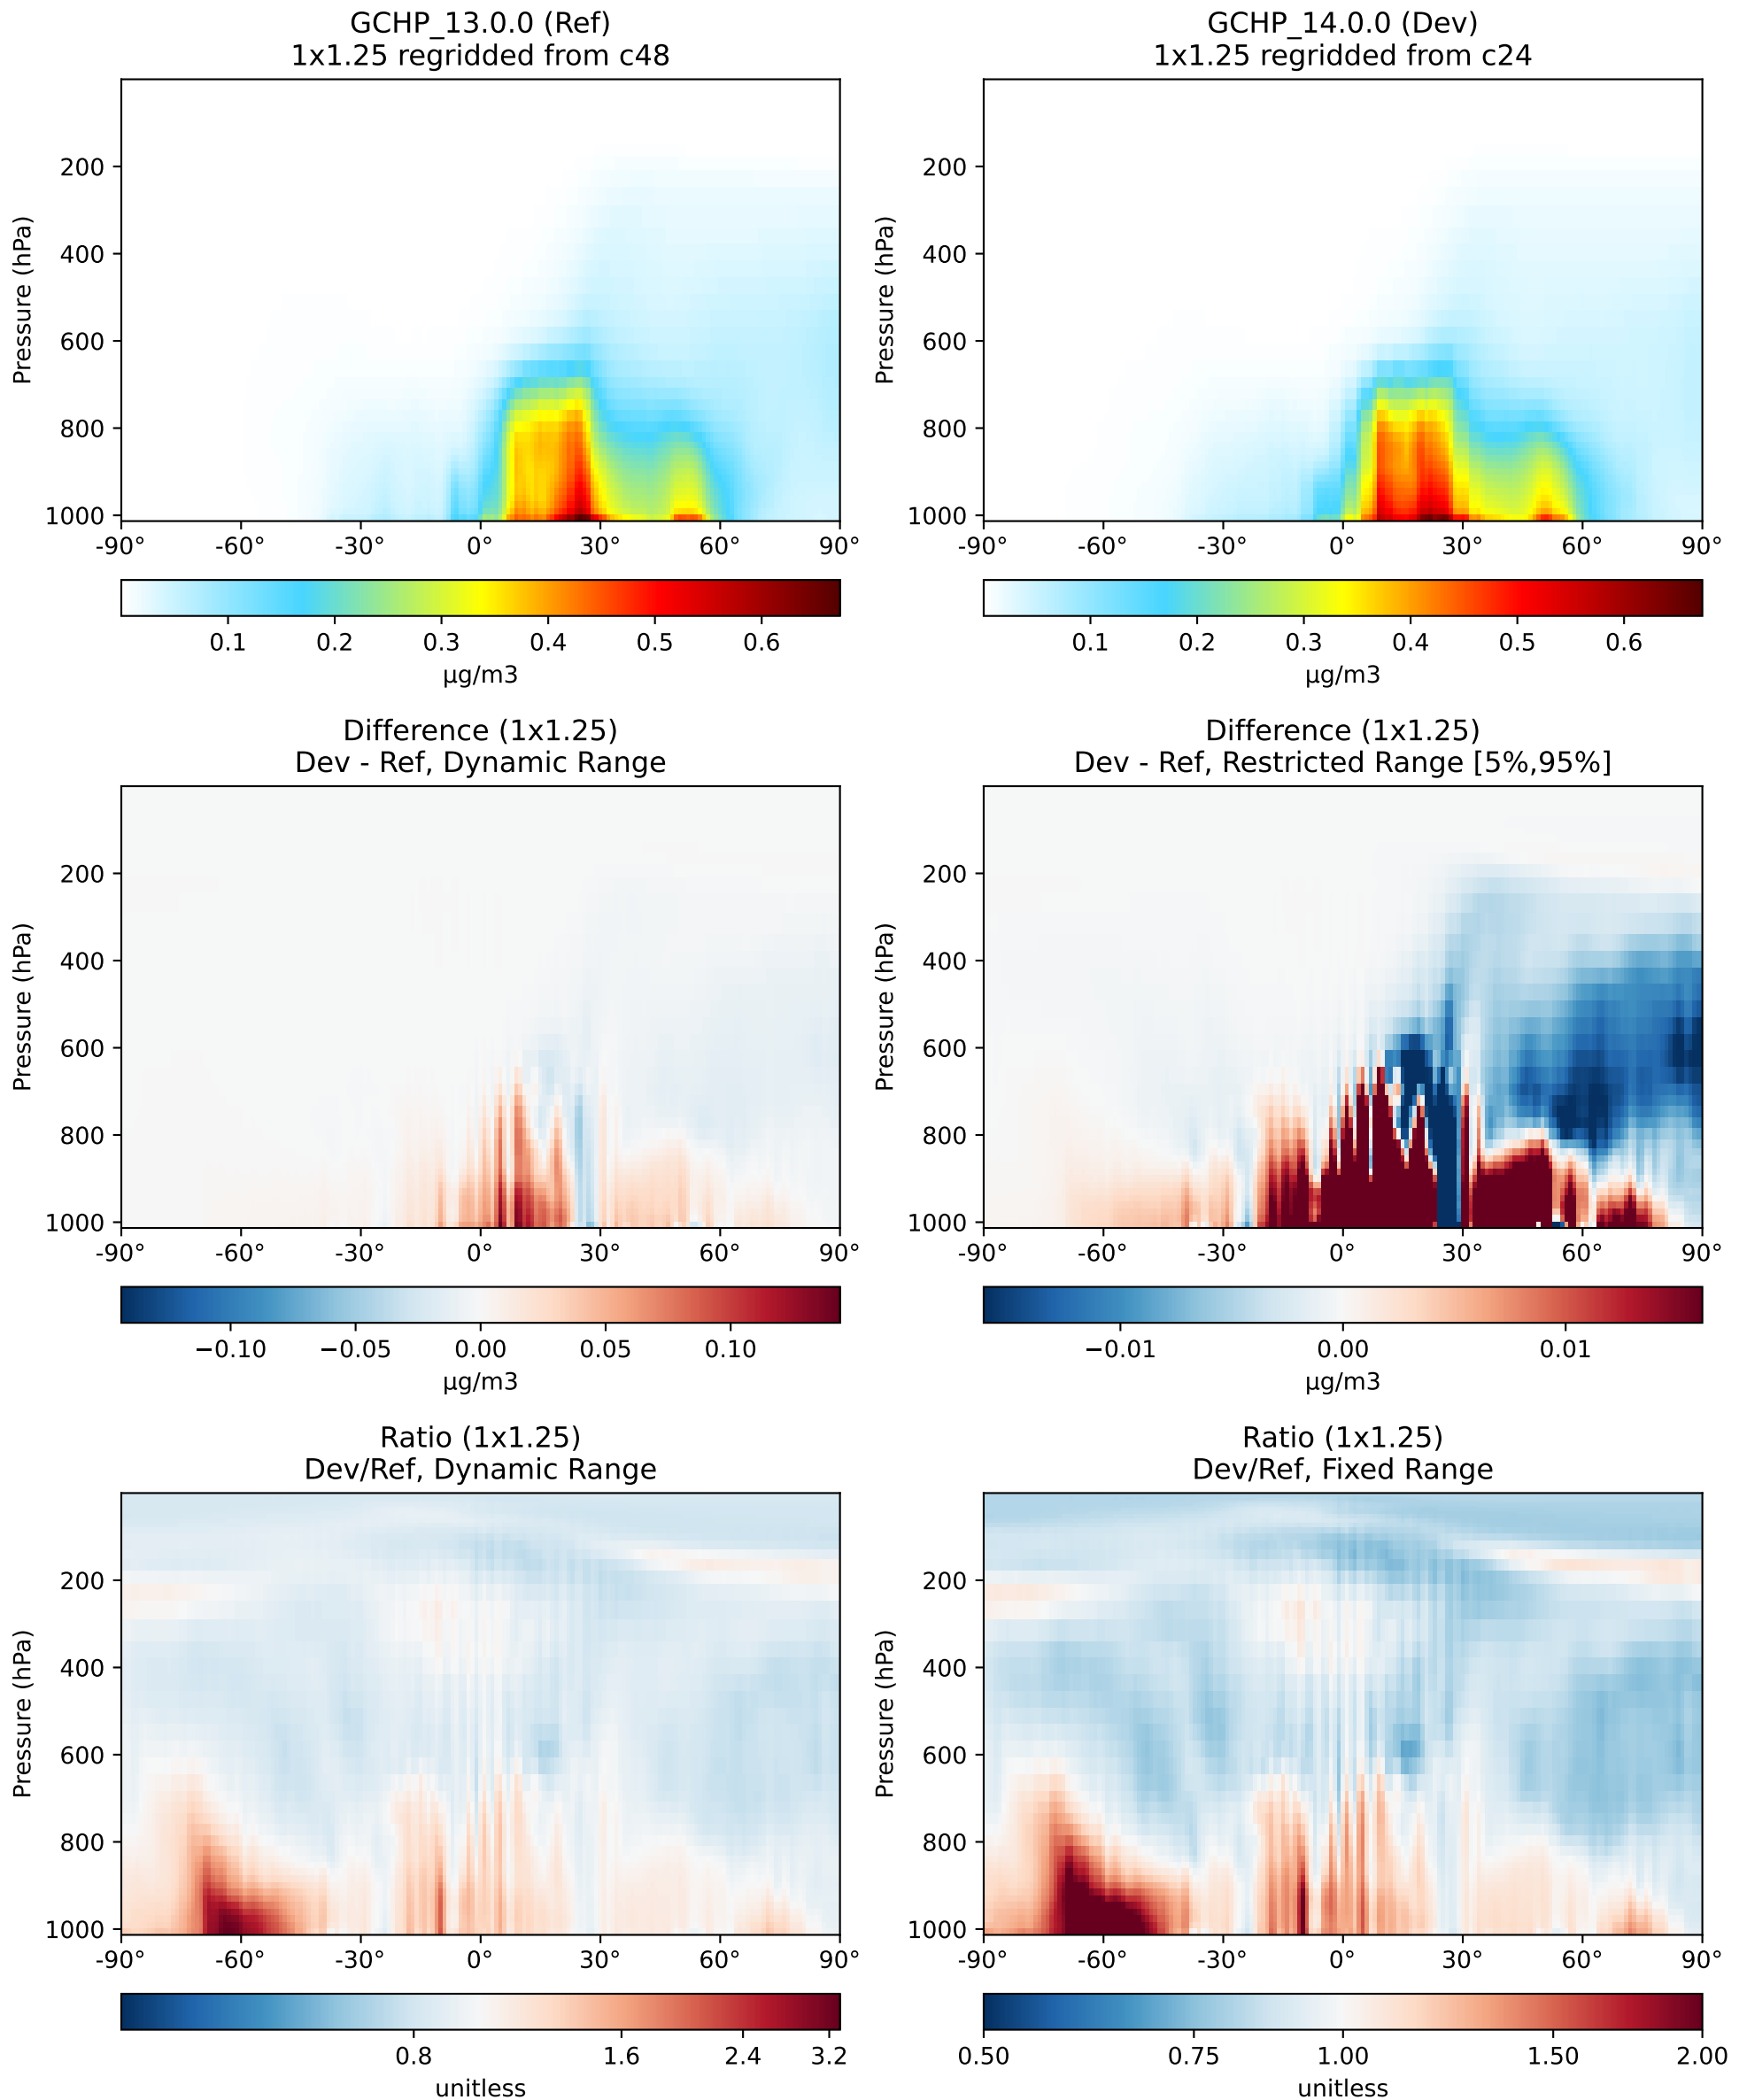 GCHP_13.0.0 (Ref)
1x1.25 regridded from c48
Pressure (hPa)
200
400
600
800
1000
-90° -60° -30° 0° 30° 60° 90°
0.1 0.2 0.3 0.4 0.5 0.6
µg/m3
GCHP_14.0.0 (Dev)
1x1.25 regridded from c24
Pressure (hPa)
200
400
600
800
1000
-90° -60° -30° 0° 30° 60° 90°
0.1 0.2 0.3 0.4 0.5 0.6
µg/m3
Difference (1x1.25)
Dev - Ref, Dynamic Range
Pressure (hPa)
200
400
600
800
1000
-90° -60° -30° 0° 30° 60° 90°
−0.10 −0.05 0.00 0.05 0.10
µg/m3
Difference (1x1.25)
Dev - Ref, Restricted Range [5%,95%]
Pressure (hPa)
200
400
600
800
1000
-90° -60° -30° 0° 30° 60° 90°
−0.01 0.00 0.01
µg/m3
Ratio (1x1.25)
Dev/Ref, Dynamic Range
Pressure (hPa)
200
400
600
800
1000
-90° -60° -30° 0° 30° 60° 90°
0.8 1.6 2.4 3.2
unitless
Ratio (1x1.25)
Dev/Ref, Fixed Range
Pressure (hPa)
200
400
600
800
1000
-90° -60° -30° 0° 30° 60° 90°
0.50 0.75 1.00 1.50 2.00
unitless